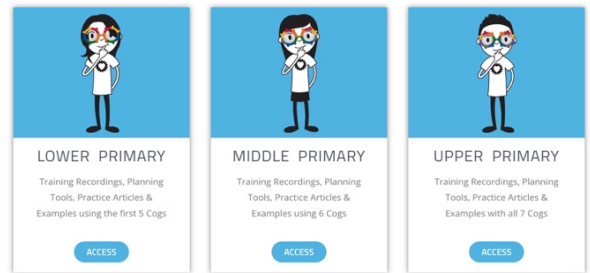 LOWER PRIMARY
Training Recordings, Planning
Tools, Practice Articles &
Examples using the first 5 Cogs
ACCESS
MIDDLE PRIMARY
Training Recordings, Planning
Tools, Practice Articles &
Examples using 6 Cogs
ACCESS
UPPER PRIMARY
Training Recordings, Planning
Tools, Practice Articles &
Examples with all 7 Cogs
ACCESS